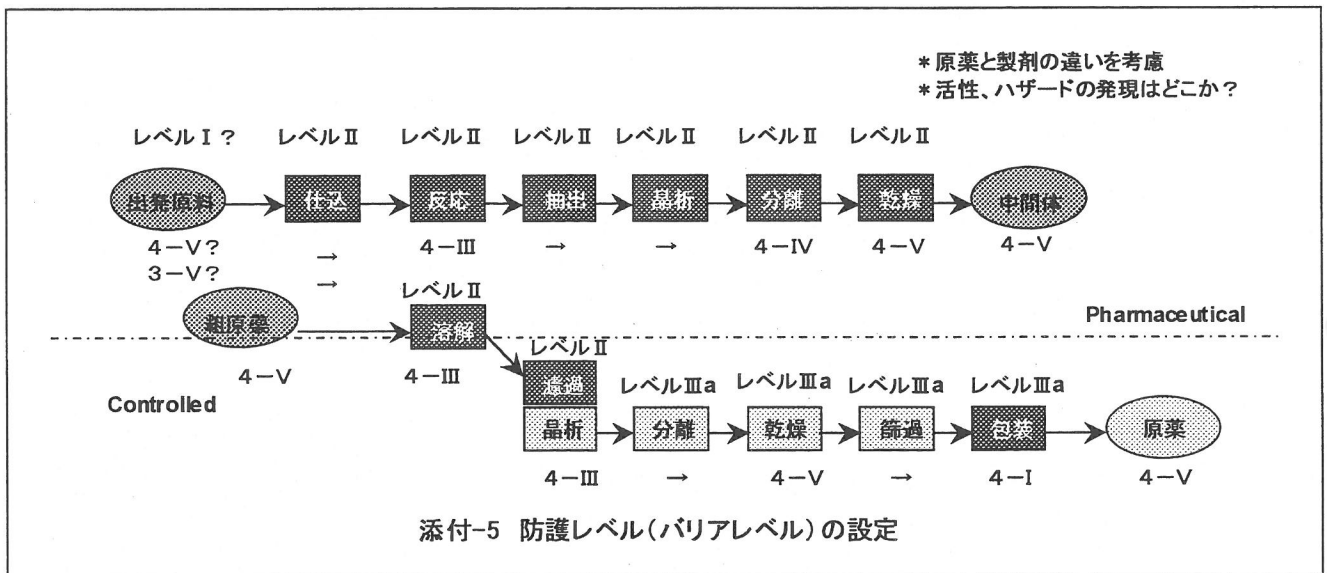 ＊原薬と製剤の違いを考慮
＊活性、ハザードの発現はどこか？
レベルⅠ？ レベルⅡ レベルⅡ レベルⅡ レベルⅡ レベルⅡ レベルⅡ
出発原料 仕込 反応 抽出 晶析 分離 乾燥 中間体
4－Ⅴ？ → 4－Ⅲ → → 4－Ⅳ 4－Ⅴ 4－Ⅴ
3－Ⅴ？ →
レベルⅡ
粗原薬 溶解
Pharmaceutical
4－Ⅴ 4－Ⅲ
レベルⅡ
濾過
Controlled
レベルⅢa レベルⅢa レベルⅢa レベルⅢa
晶析 分離 乾燥 篩過 包装 原薬
4－Ⅲ → 4－Ⅴ → 4－Ⅰ 4－Ⅴ
添付-5 防護レベル（バリアレベル）の設定